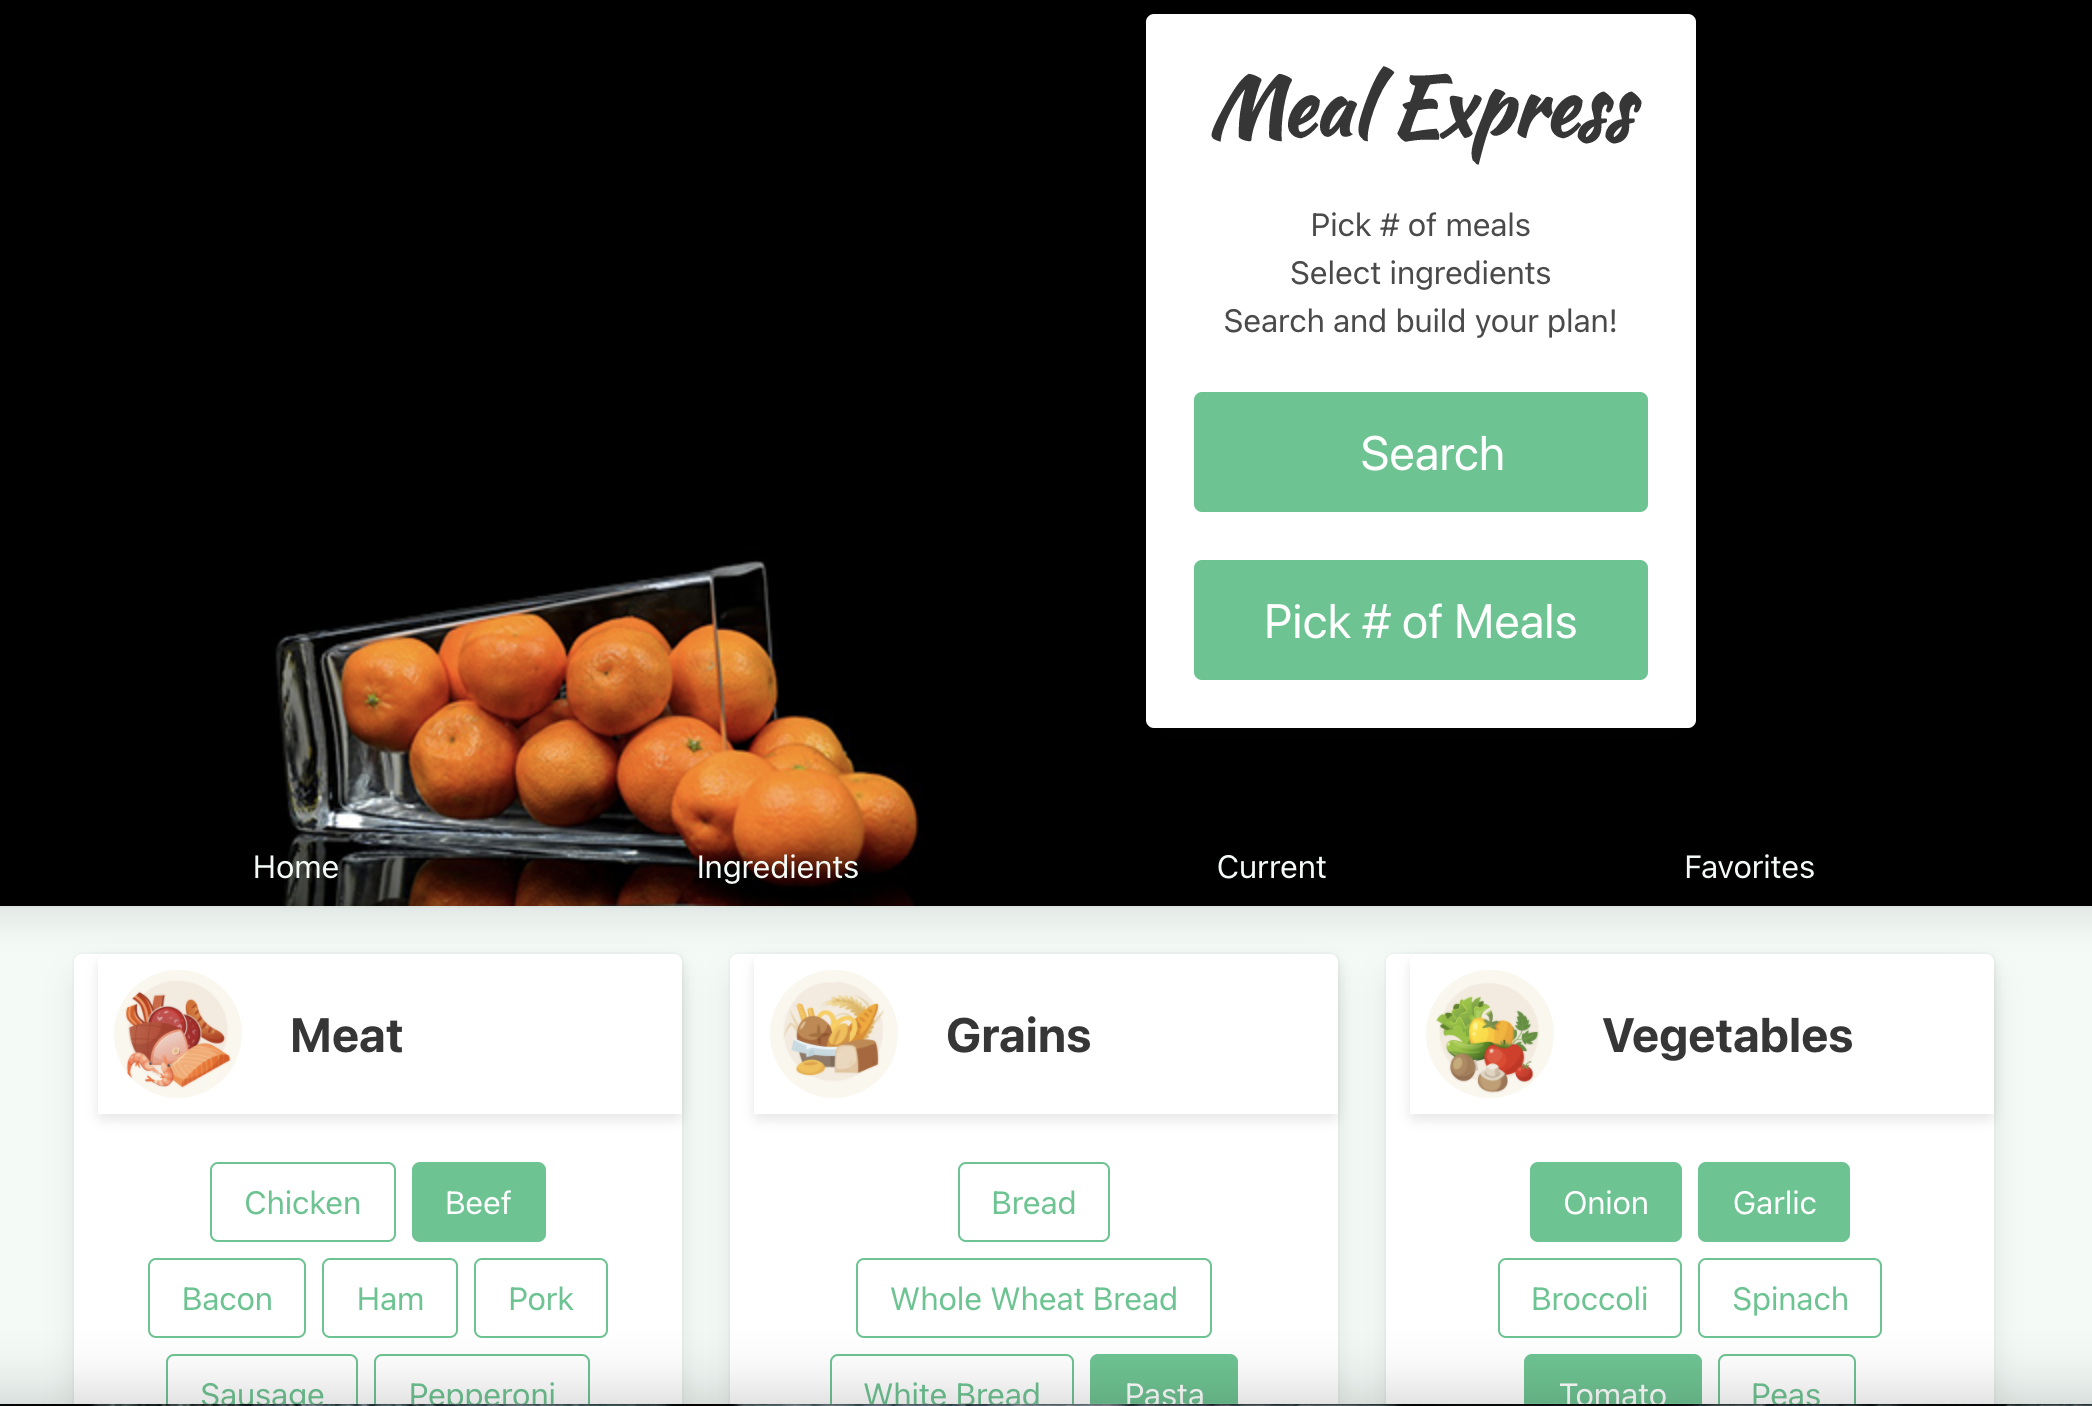 Meal Express
Pick # of meals
Select ingredients
Search and build your plan!
Search
Pick # of Meals
Home Ingredients Current Favorites
Meat
Chicken Beef
Bacon Ham Pork
Sausage Pepperoni
Grains
Bread
Whole Wheat Bread
White Bread Pasta
Vegetables
Onion Garlic
Broccoli Spinach
Tomato Peas